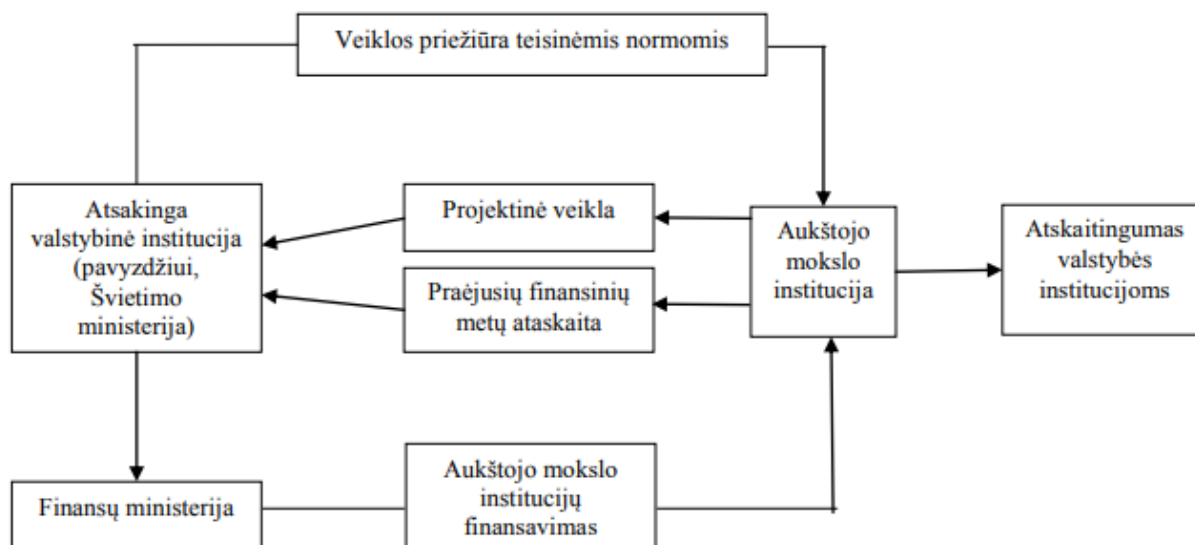 Veiklos priežiūra teisinėmis normomis
Atsakinga
valstybinė institucija
(pavyzdžiui,
Švietimo
ministerija)
Projektinė veikla
Praėjusių finansinių
metų ataskaita
Aukštojo
mokslo
institucija
Atskaitingumas
valstybės
institucijoms
Finansų ministerija
Aukštojo mokslo
institucijų
finansavimas